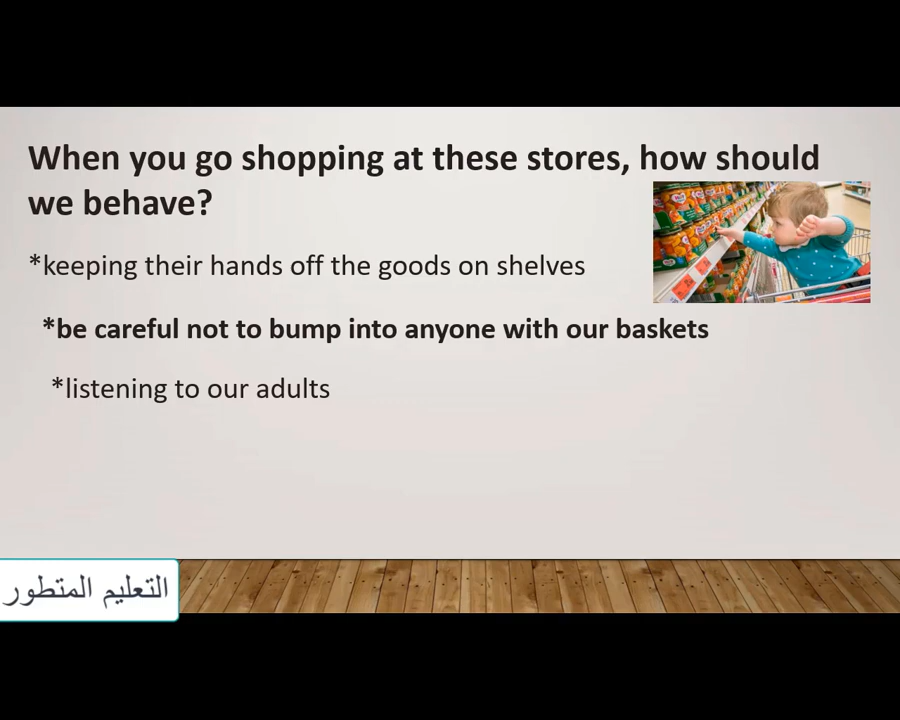 When you go shopping at these stores, how should
we behave?
*keeping their hands off the goods on shelves
*be careful not to bump into anyone with our baskets
*listening to our adults
التعليم المتطور